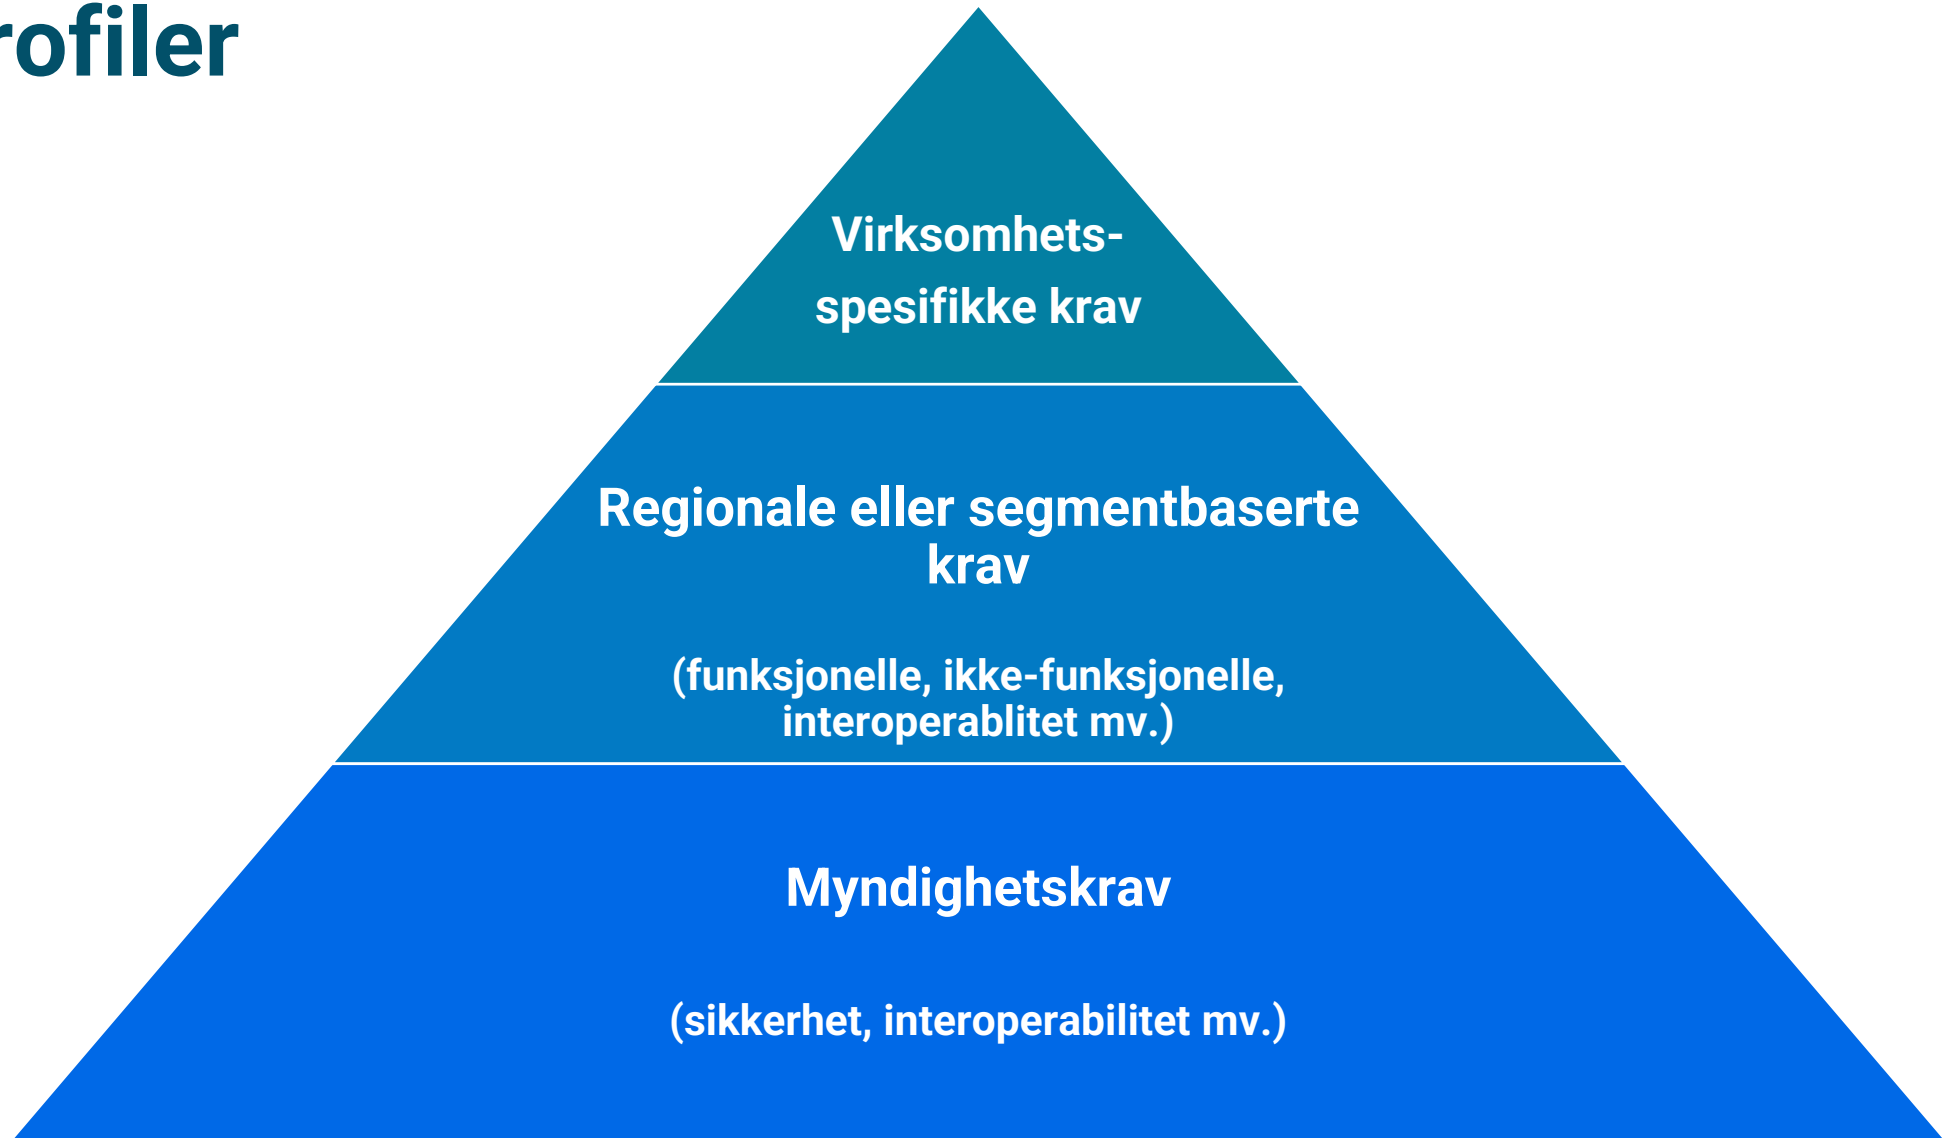 rofiler
Virksomhets-
spesifikke krav
Regionale eller segmentbaserte
krav
(funksjonelle, ikke-funksjonelle,
interoperablitet mv.)
Myndighetskrav
(sikkerhet, interoperabilitet mv.)